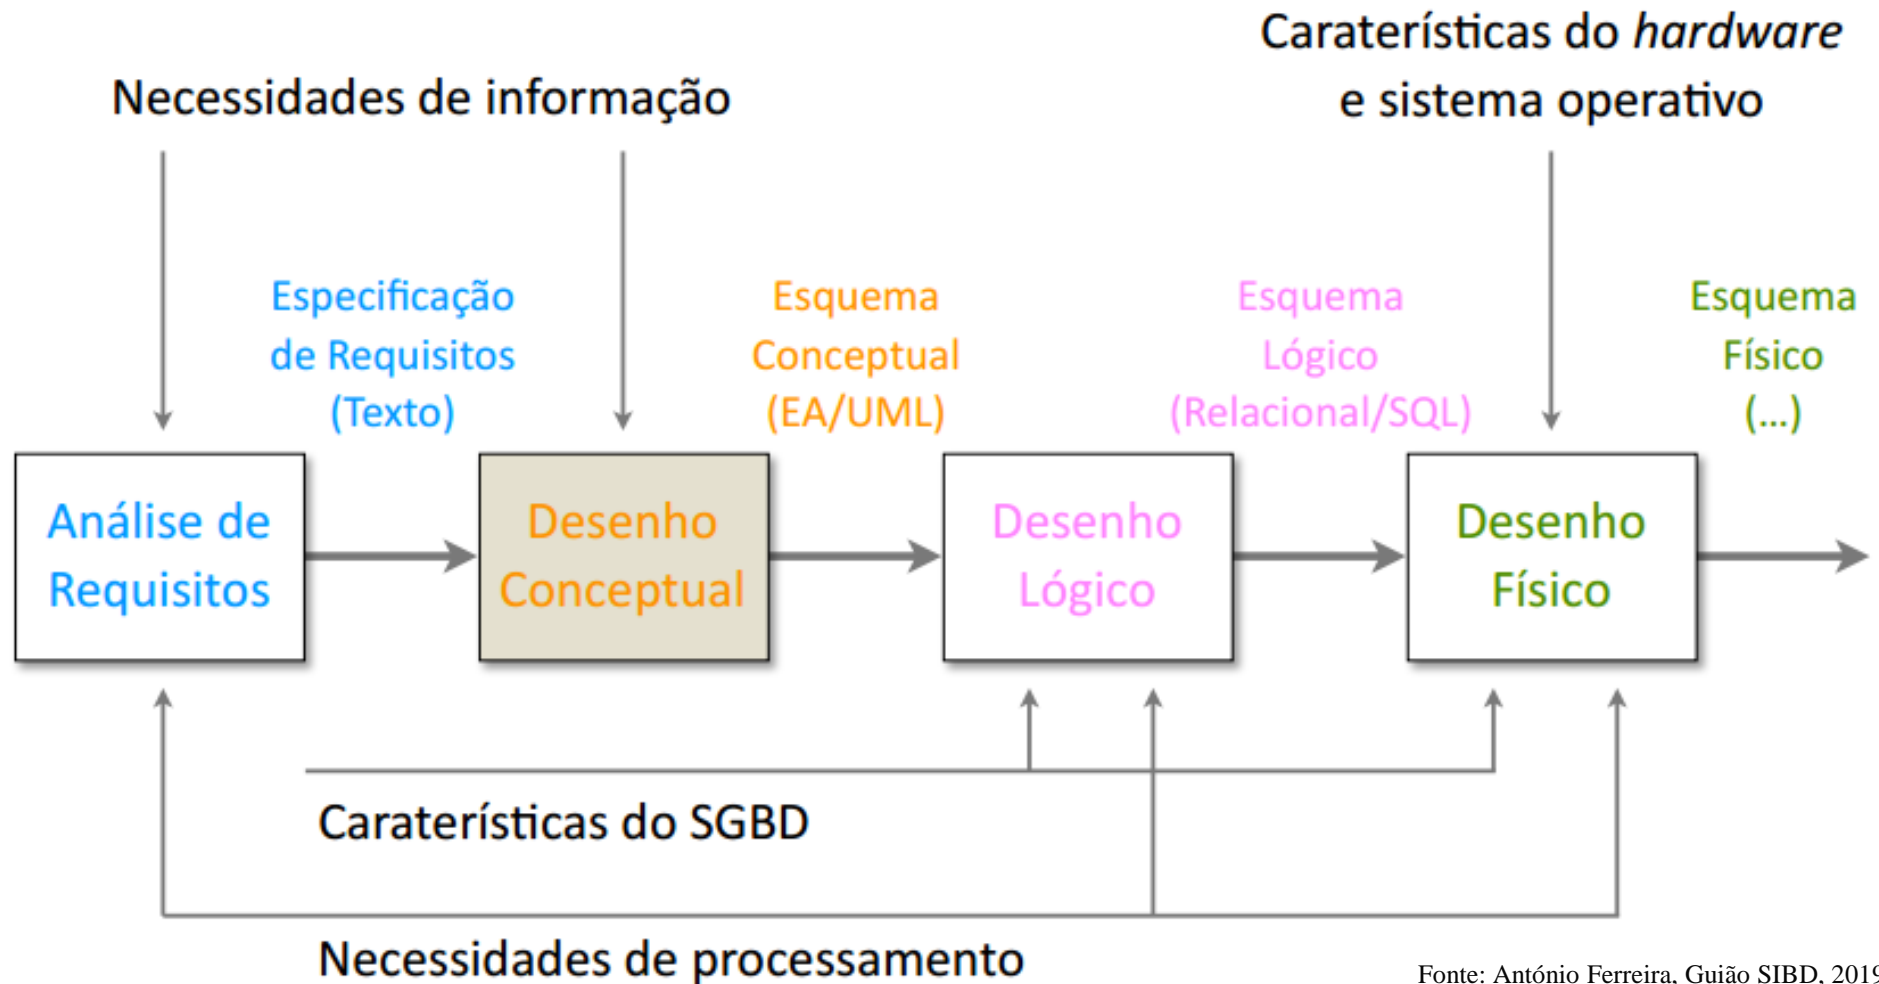 Caraterísticas do hardware
e sistema operativo
Necessidades de informação
Especificação
de Requisitos
(Texto)
Esquema
Conceptual
(EA/UML)
Esquema
Lógico
(Relacional/SQL)
Esquema
Físico
(...)
Análise de
Requisitos
Desenho
Conceptual
Desenho
Lógico
Desenho
Físico
Caraterísticas do SGBD
Necessidades de processamento
Fonte: António Ferreira, Guião SIBD, 2019